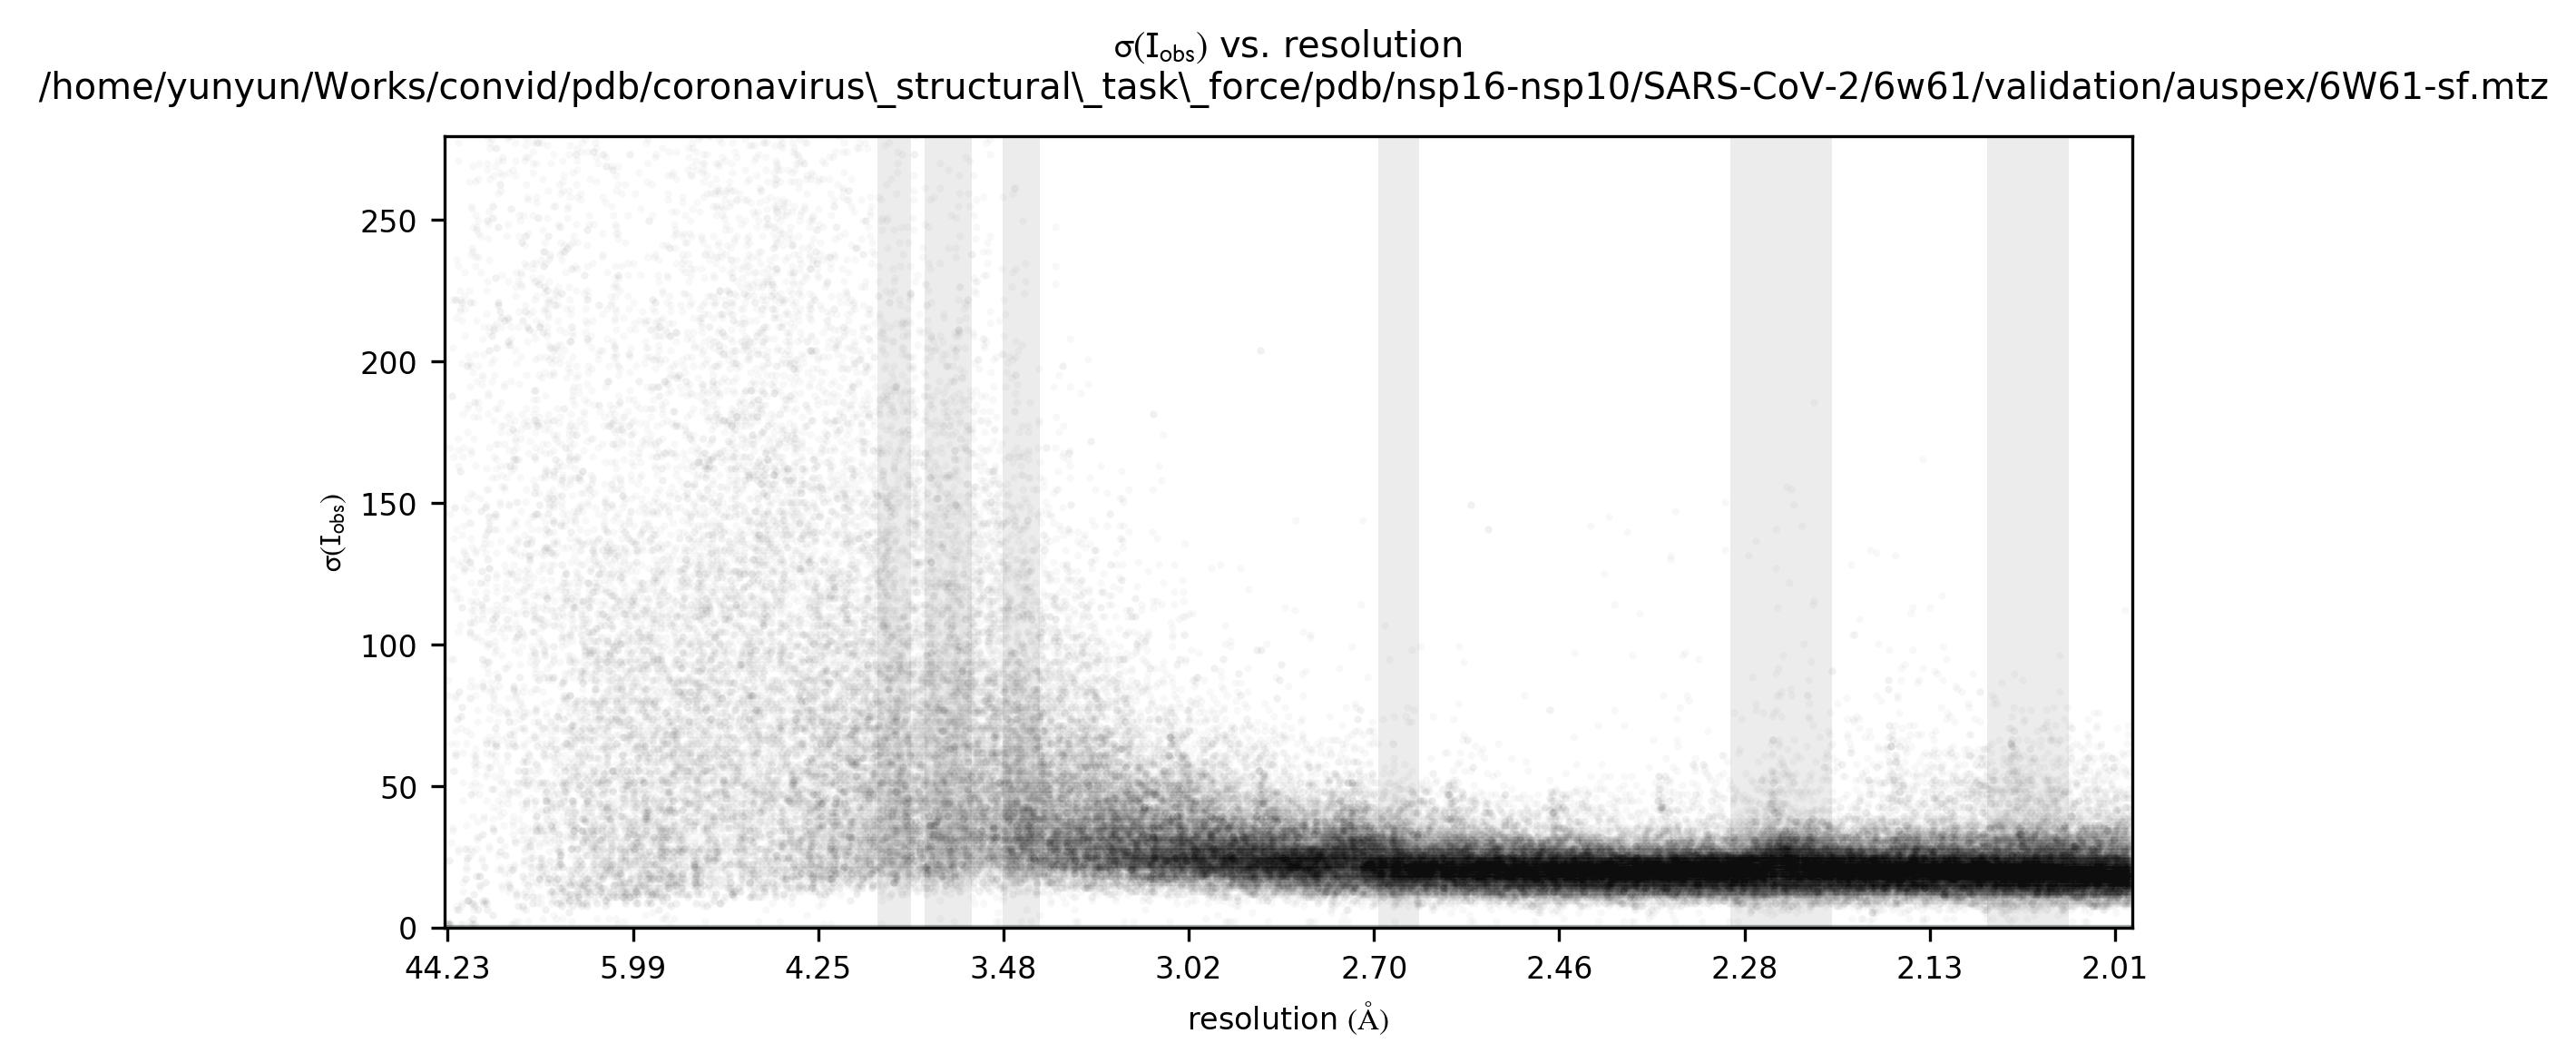 σ(I_obs) vs. resolution
/home/yunyun/Works/convid/pdb/coronavirus\_structural\_task\_force/pdb/nsp16-nsp10/SARS-CoV-2/6w61/validation/auspex/6W61-sf.mtz
250
200
150
100
50
0
σ(I_obs)
44.23 5.99 4.25 3.48 3.02 2.70 2.46 2.28 2.13 2.01
resolution (Å)